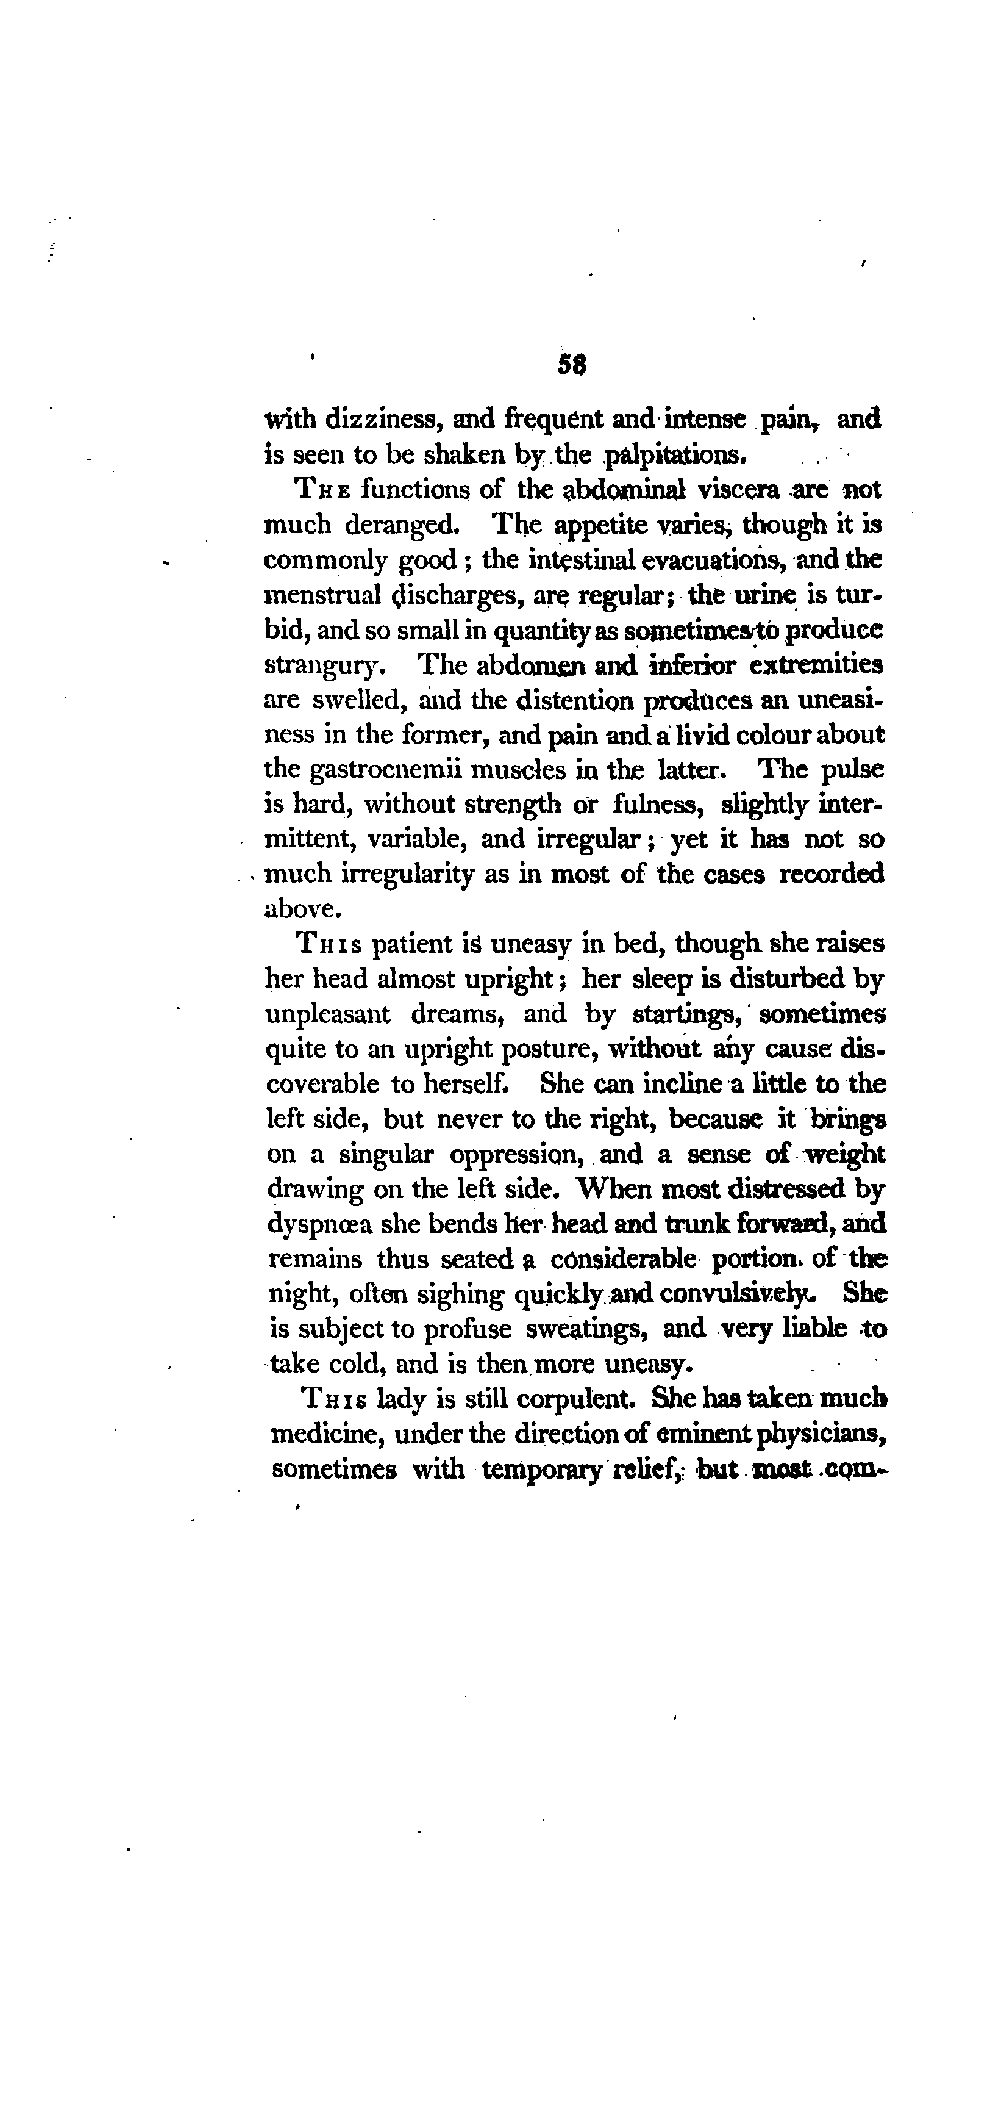 58
with dizziness, and frequent and intense pain, and
is seen to be shaken by the palpitations.
THE functions of the abdominal viscera are not
much deranged. The appetite varies, though it is
commonly good; the intestinal evacuations, and the
menstrual discharges, are regular; the urine is tur-
bid, and so small in quantity as sometimes to produce
strangury. The abdomen and inferior extremities
are swelled, and the distention produces an uneasi-
ness in the former, and pain and a livid colour about
the gastrocnemii muscles in the latter. The pulse
is hard, without strength or fulness, slightly inter-
mittent, variable, and irregular; yet it has not so
much irregularity as in most of the cases recorded
above.
THIS patient is uneasy in bed, though she raises
her head almost upright; her sleep is disturbed by
unpleasant dreams, and by startings, sometimes
quite to an upright posture, without any cause dis-
coverable to herself. She can incline a little to the
left side, but never to the right, because it brings
on a singular oppression, and a sense of weight
drawing on the left side. When most distressed by
dyspnœa she bends her head and trunk forward, and
remains thus seated a considerable portion of the
night, often sighing quickly and convulsively. She
is subject to profuse sweatings, and very liable to
take cold, and is then more uneasy.
THIS lady is still corpulent. She has taken much
medicine, under the direction of eminent physicians,
sometimes with temporary relief, but most com-